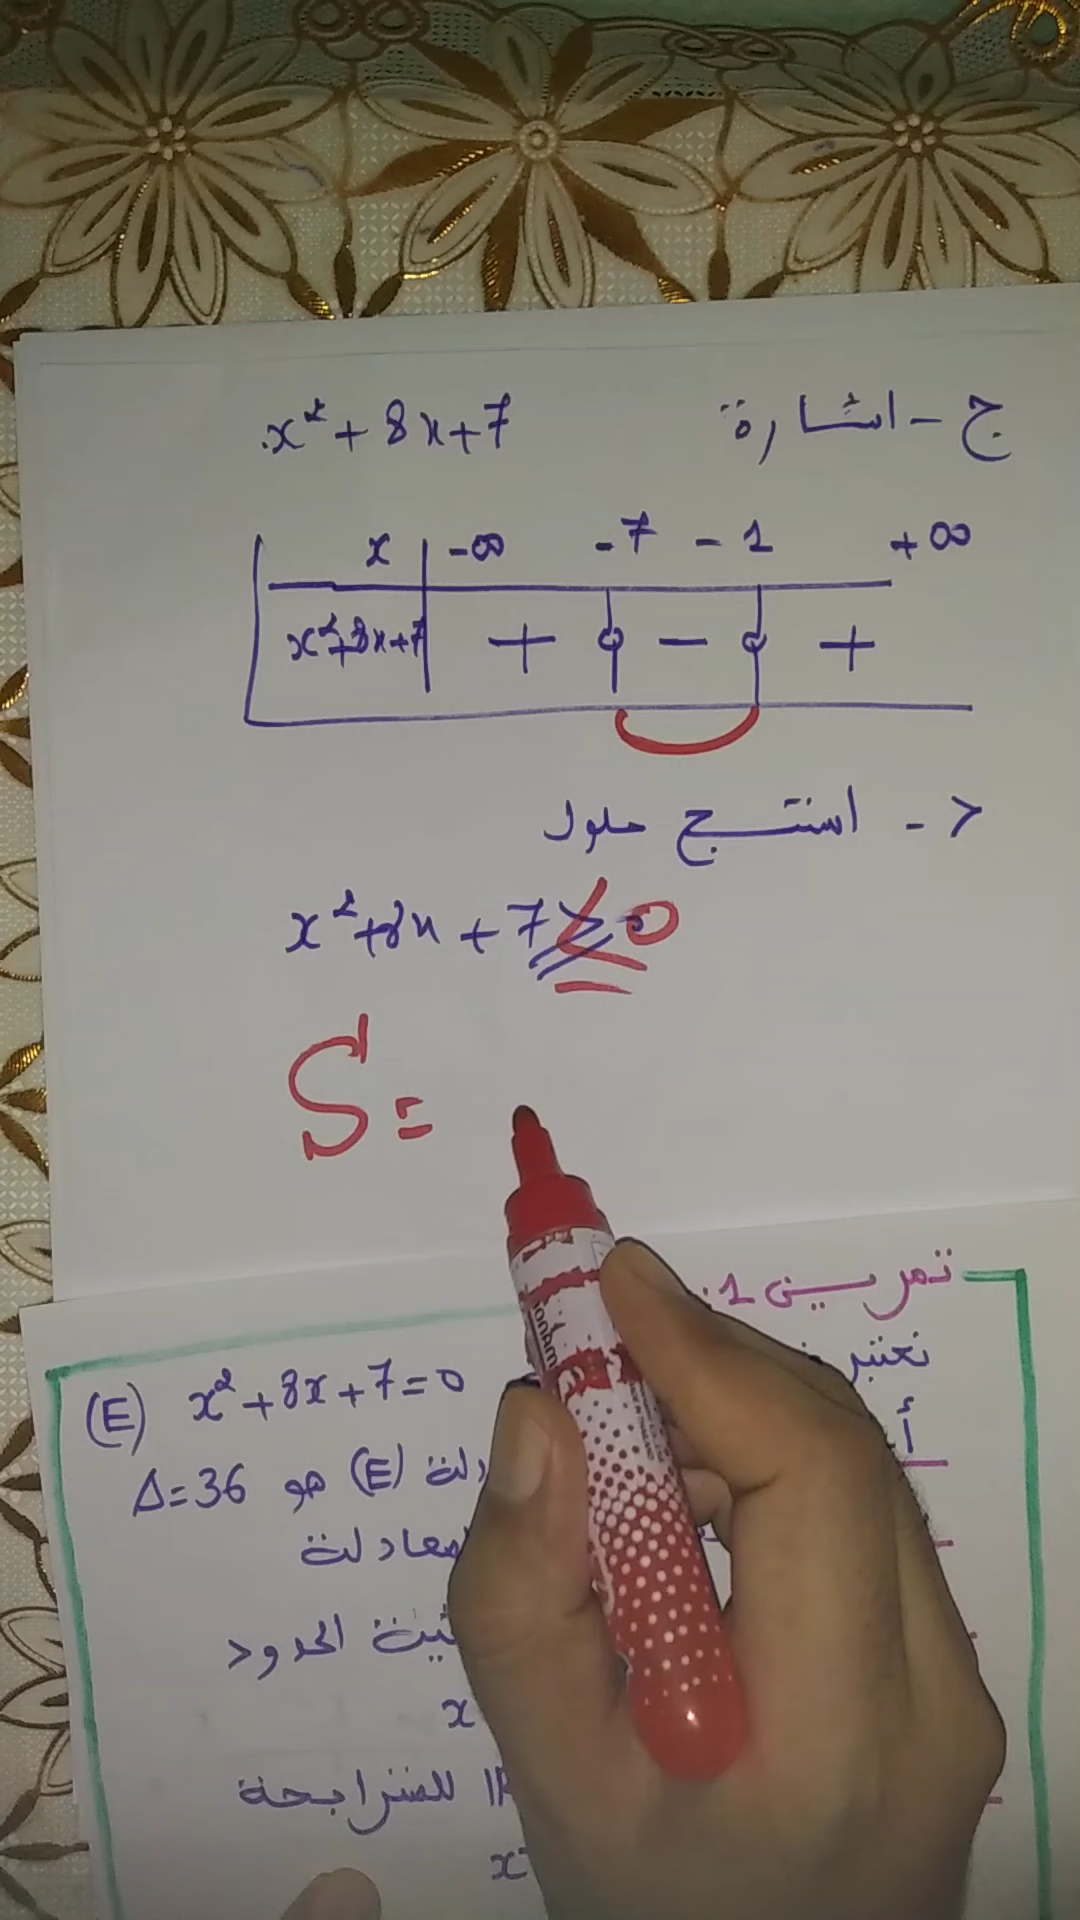 ج - اشارة x² + 8x + 7
x -∞ -7 -1 +∞
x²+8x+7 + 0 - 0 +
د - استنتج حلول
x² + 8x + 7 ≤ 0
S =
تمرين 1:
نعتبر
(E) x² + 8x + 7 = 0
أ
(E) هو Δ=36
الحدود
x
للمتراجحة